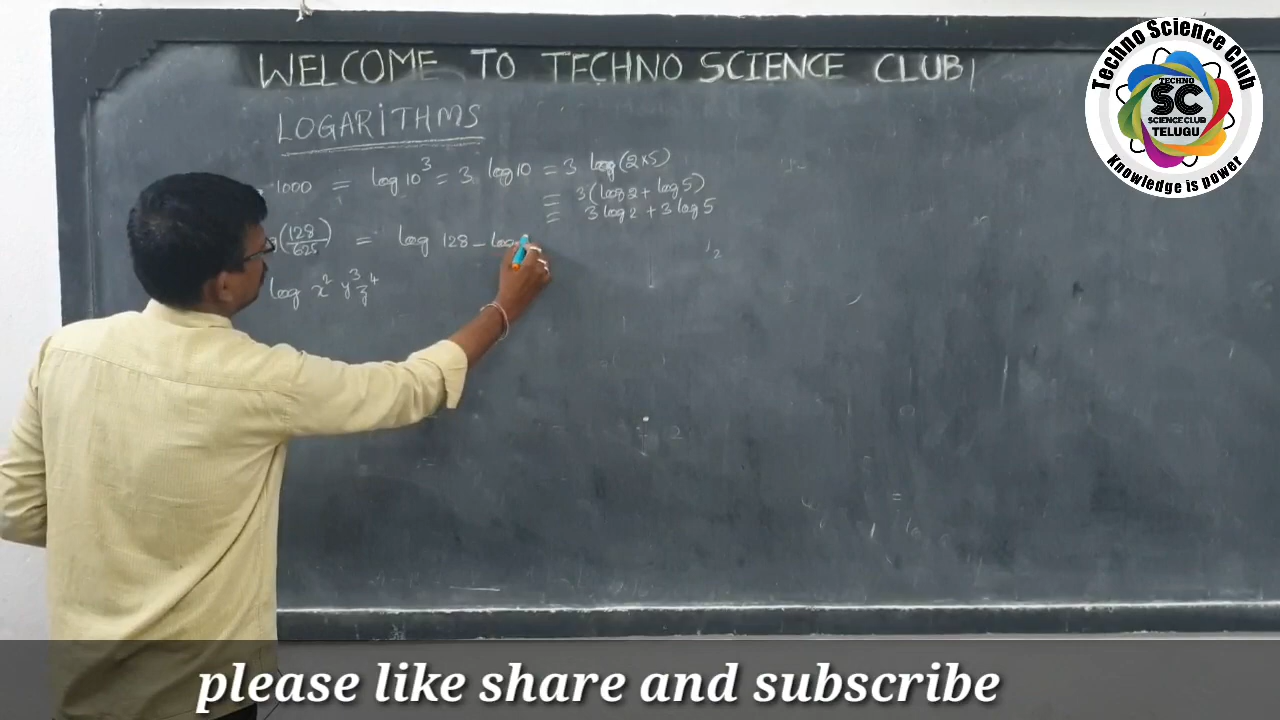 WELCOME TO TECHNO SCIENCE CLUB,
LOGARITHMS
1000 = log 10³ = 3 log 10 = 3 log (2×5)
= 3(log 2 + log 5)
= 3 log 2 + 3 log 5
(128/625) = log 128 – log
log x² y³ z⁴
Techno Science Club
TECHNO
SC
SCIENCE CLUB
TELUGU
Knowledge is power
please like share and subscribe